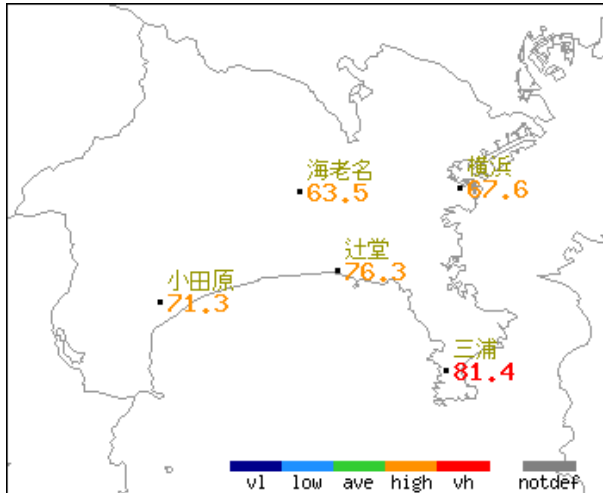 海老名
63.5
横浜
67.6
辻堂
76.3
小田原
71.3
三浦
81.4
vl low ave high vh notdef